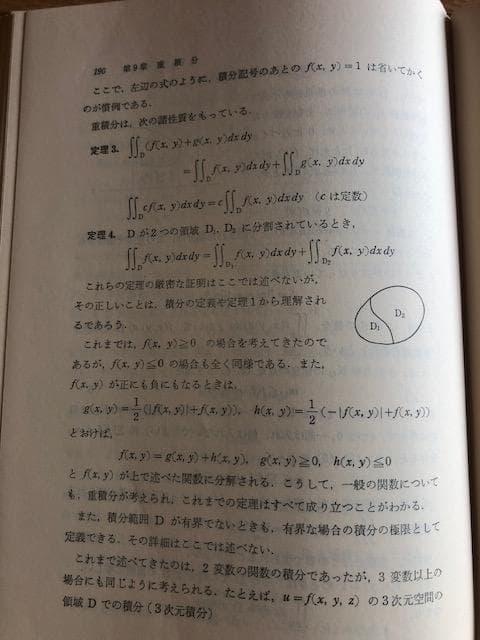 190 第9章 重積分
ここで、左辺の式のように、積分記号のあとの f(x, y)=1 は省いてかく
のが慣例である.
重積分は、次の諸性質をもっている.
定理3. ∬_D (f(x, y)+g(x, y))dxdy
=∬_D f(x, y)dxdy+∬_D g(x, y)dxdy
∬_D cf(x, y)dxdy=c∬_D f(x, y)dxdy (c は定数)
定理4. D が2つの領域 D₁, D₂ に分割されているとき,
∬_D f(x, y)dxdy=∬_D₁ f(x, y)dxdy+∬_D₂ f(x, y)dxdy
これらの定理の厳密な証明はここでは述べないが,
その正しいことは、積分の定義や定理1から理解され
るであろう.
D₁ D₂
これまでは, f(x, y)≧0 の場合を考えてきたので
あるが, f(x, y)≦0 の場合も全く同様である. また,
f(x, y) が正にも負にもなるときは,
g(x, y)=1/2(|f(x, y)|+f(x, y)), h(x, y)=1/2(-|f(x, y)|+f(x, y))
とおけば,
f(x, y)=g(x, y)+h(x, y), g(x, y)≧0, h(x, y)≦0
と f(x, y) が上で述べた関数に分解される. こうして, 一般の関数について
も, 重積分が考えられ, これまでの定理はすべて成り立つことがわかる.
また, 積分範囲 D が有界でないときも, 有界な場合の積分の極限として
定義できる. その詳細はここでは述べない.
これまで述べてきたのは, 2変数の関数の積分であったが, 3変数以上の
場合にも同じように考えられる. たとえば, u=f(x, y, z) の3次元空間の
領域 D での積分(3次元積分)